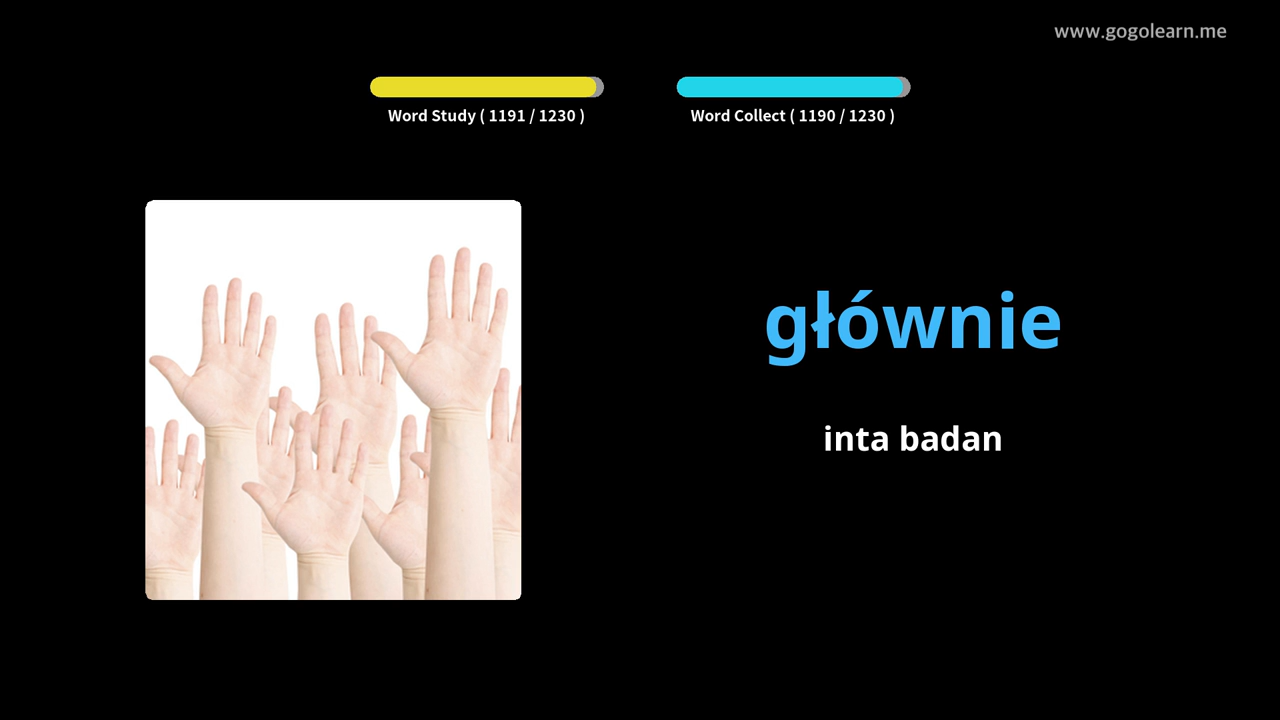 www.gogolearn.me
Word Study ( 1191 / 1230 )
Word Collect ( 1190 / 1230 )
głównie
inta badan